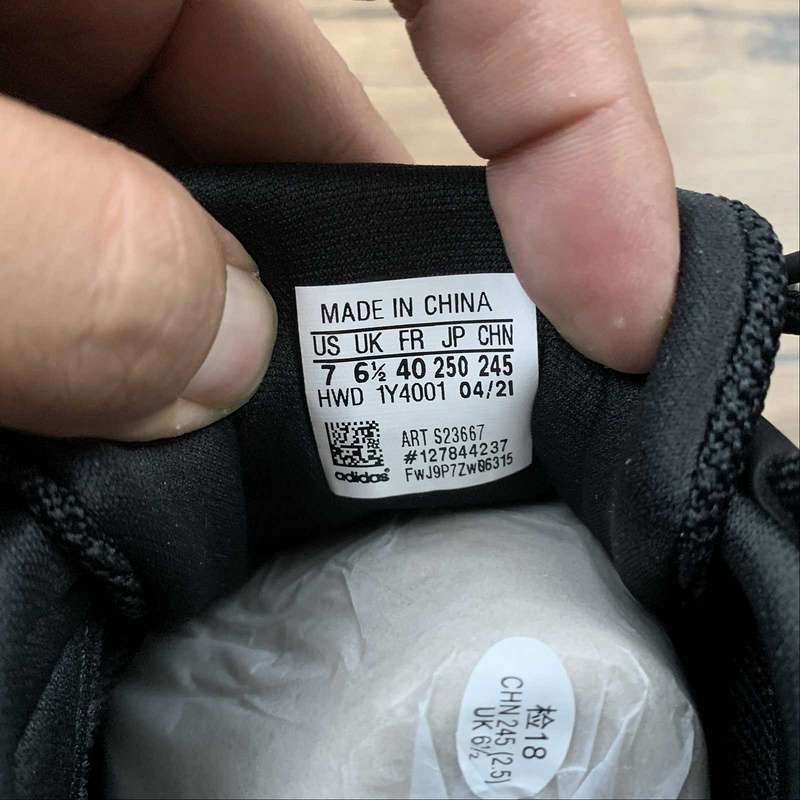 MADE IN CHINA
US UK FR JP CHN
7 6½ 40 250 245
HWD 1Y4001 04/21
ART S23667
#127844237
FWJ9P7ZW06315
adidas
检18
CHN245(2.5)
UK 6½